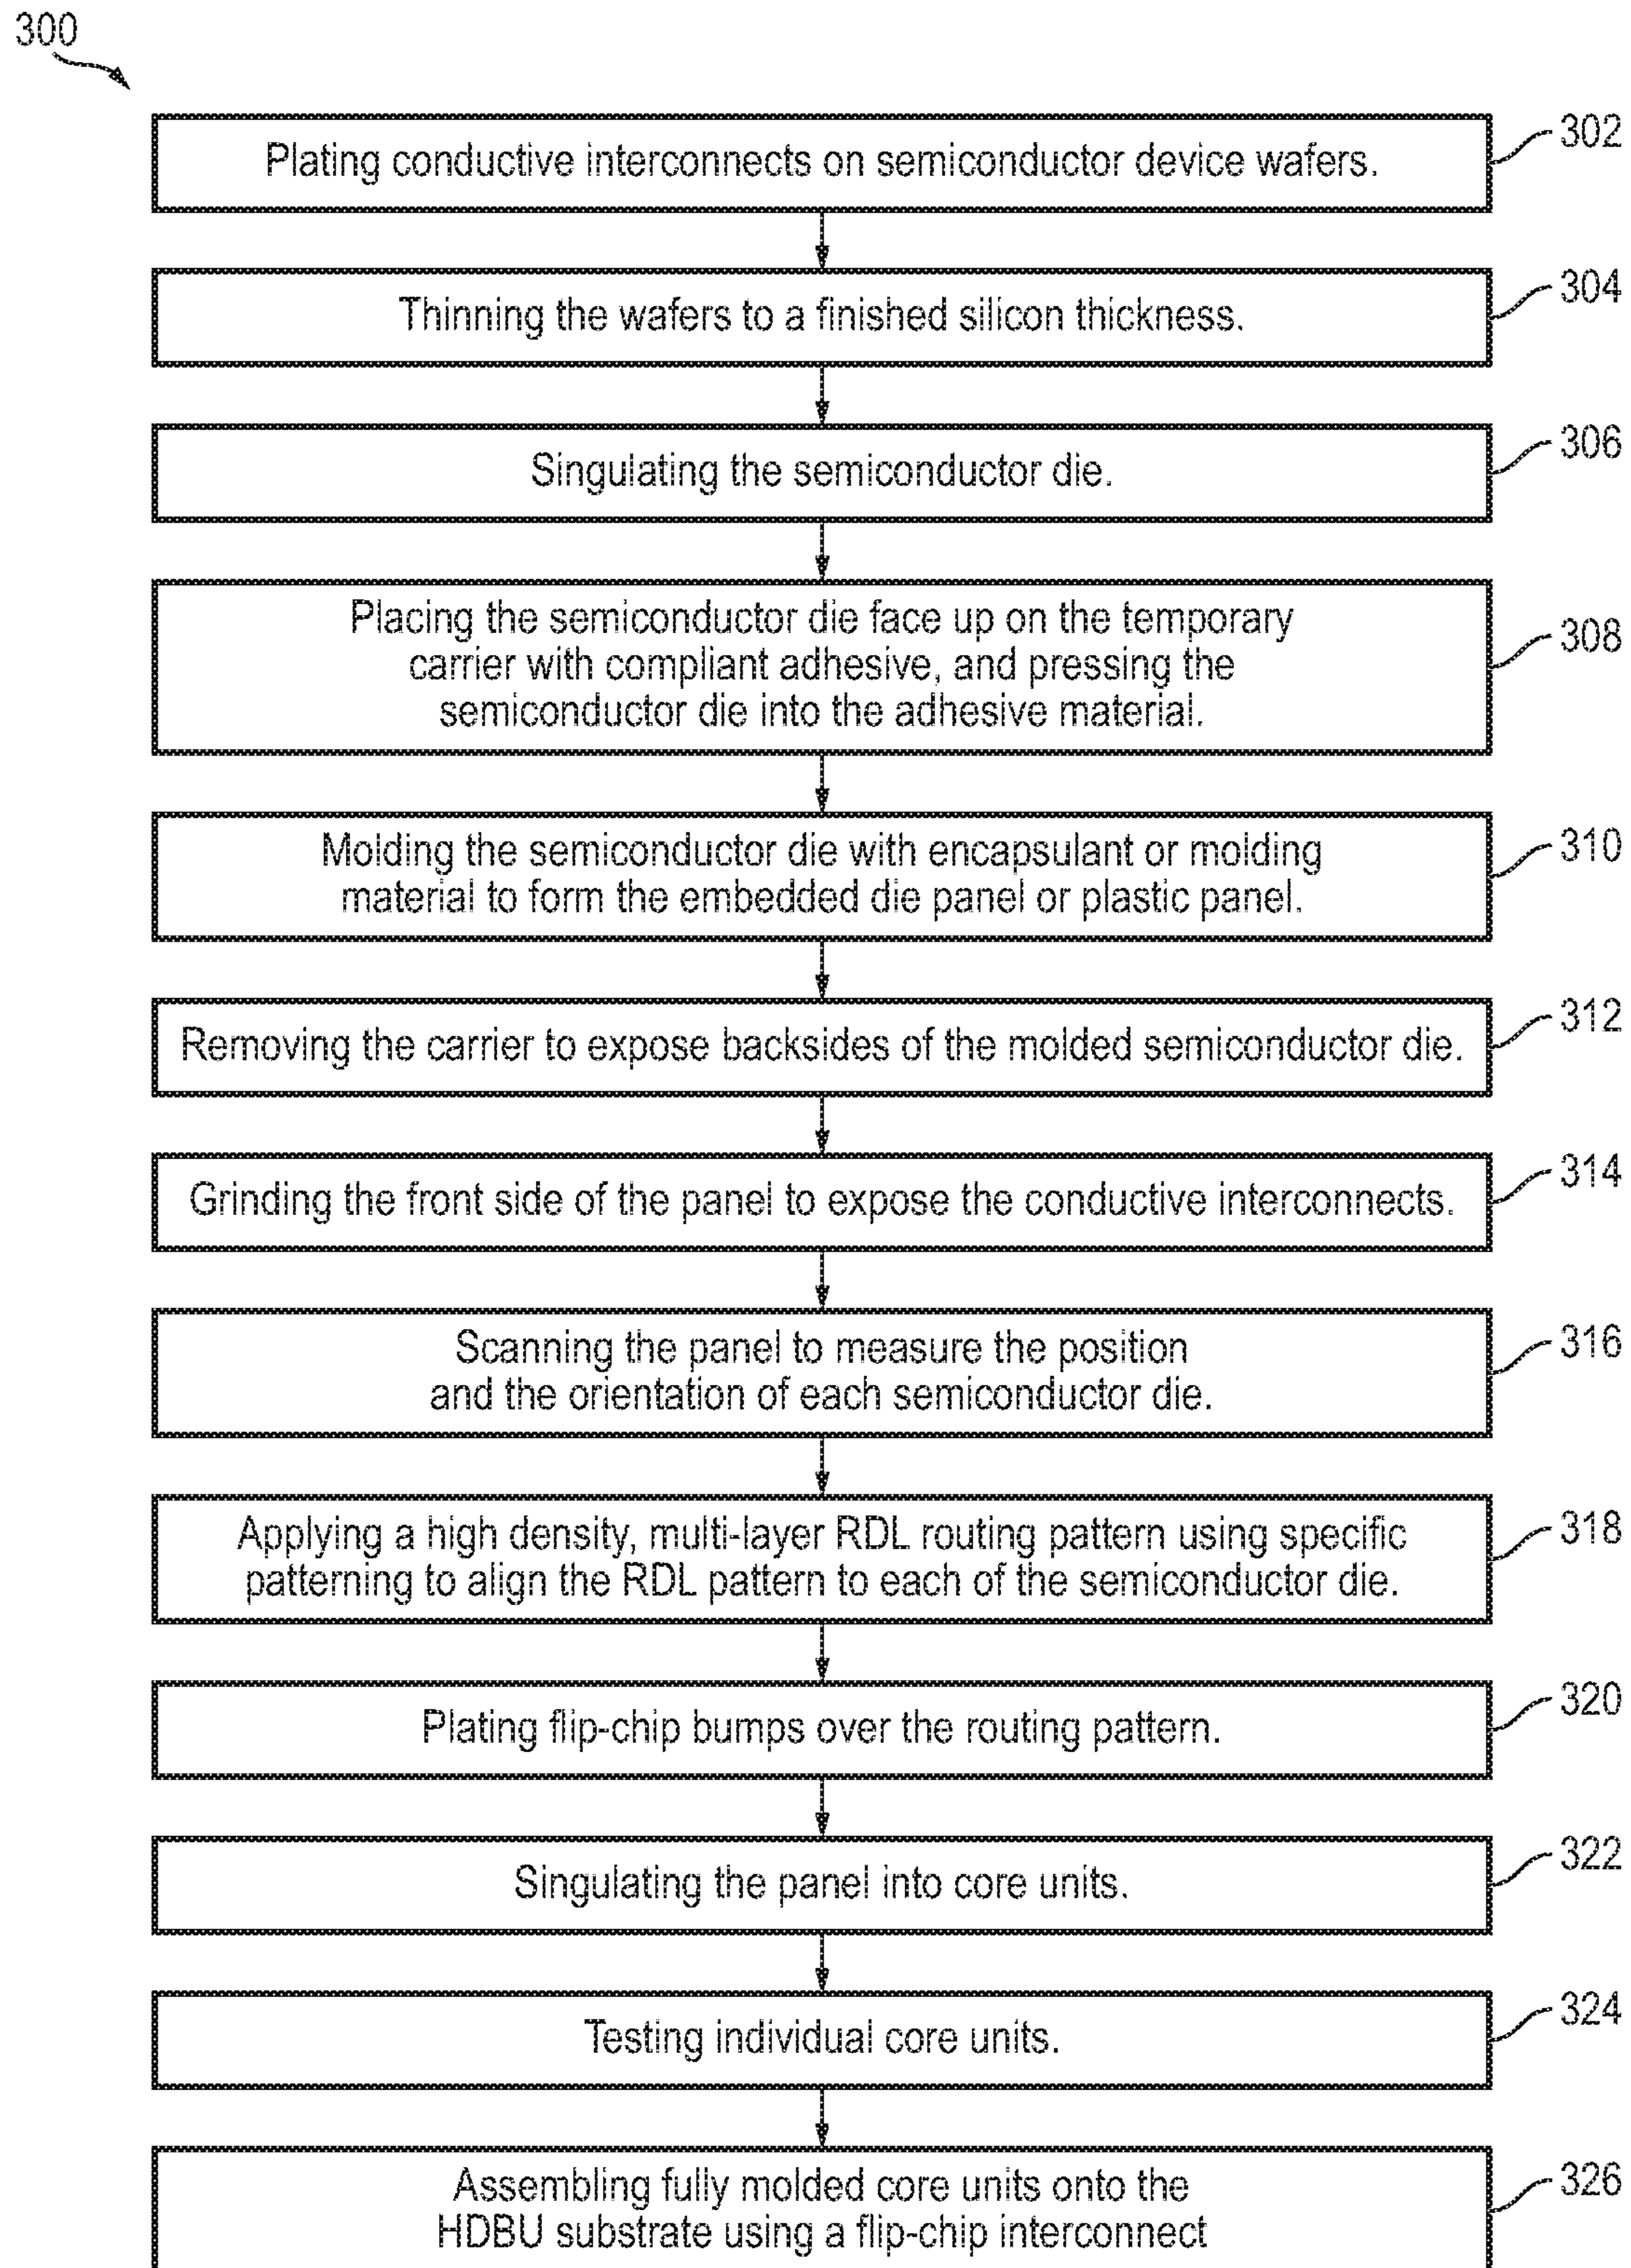 300
Plating conductive interconnects on semiconductor device wafers.
302
Thinning the wafers to a finished silicon thickness.
304
Singulating the semiconductor die.
306
Placing the semiconductor die face up on the temporary
carrier with compliant adhesive, and pressing the
semiconductor die into the adhesive material.
308
Molding the semiconductor die with encapsulant or molding
material to form the embedded die panel or plastic panel.
310
Removing the carrier to expose backsides of the molded semiconductor die.
312
Grinding the front side of the panel to expose the conductive interconnects.
314
Scanning the panel to measure the position
and the orientation of each semiconductor die.
316
Applying a high density, multi-layer RDL routing pattern using specific
patterning to align the RDL pattern to each of the semiconductor die.
318
Plating flip-chip bumps over the routing pattern.
320
Singulating the panel into core units.
322
Testing individual core units.
324
Assembling fully molded core units onto the
HDBU substrate using a flip-chip interconnect
326